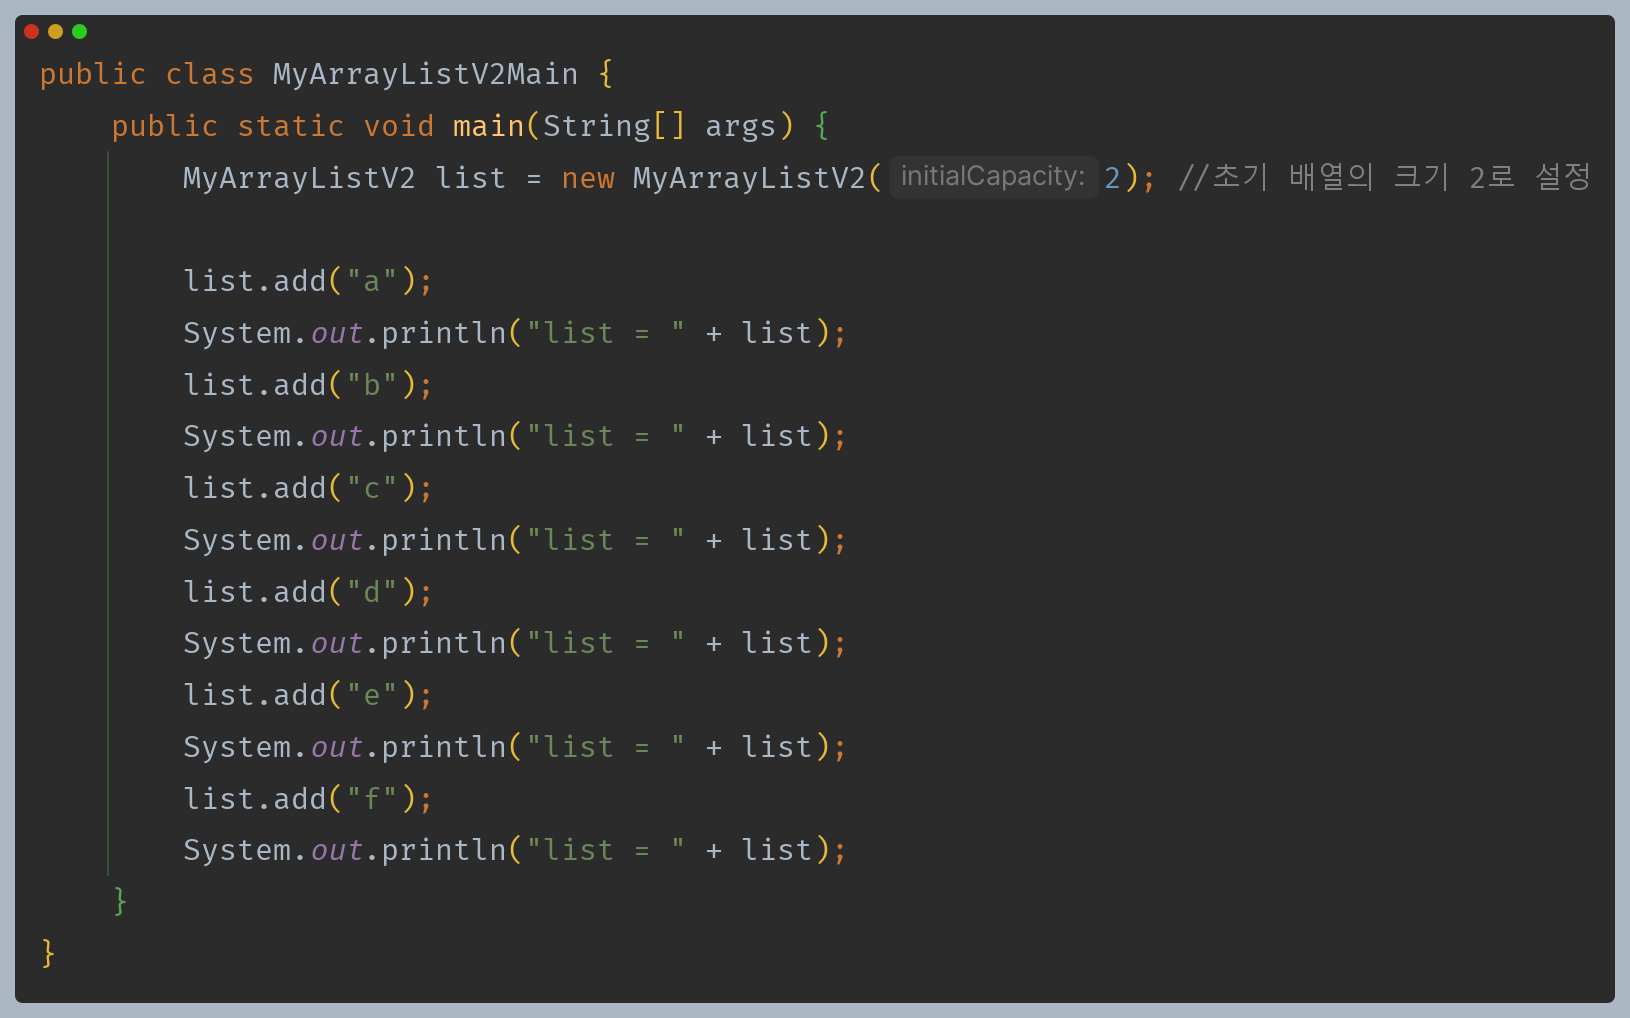 public class MyArrayListV2Main {
    public static void main(String[] args) {
        MyArrayListV2 list = new MyArrayListV2( initialCapacity: 2); //초기 배열의 크기 2로 설정

        list.add("a");
        System.out.println("list = " + list);
        list.add("b");
        System.out.println("list = " + list);
        list.add("c");
        System.out.println("list = " + list);
        list.add("d");
        System.out.println("list = " + list);
        list.add("e");
        System.out.println("list = " + list);
        list.add("f");
        System.out.println("list = " + list);
    }
}